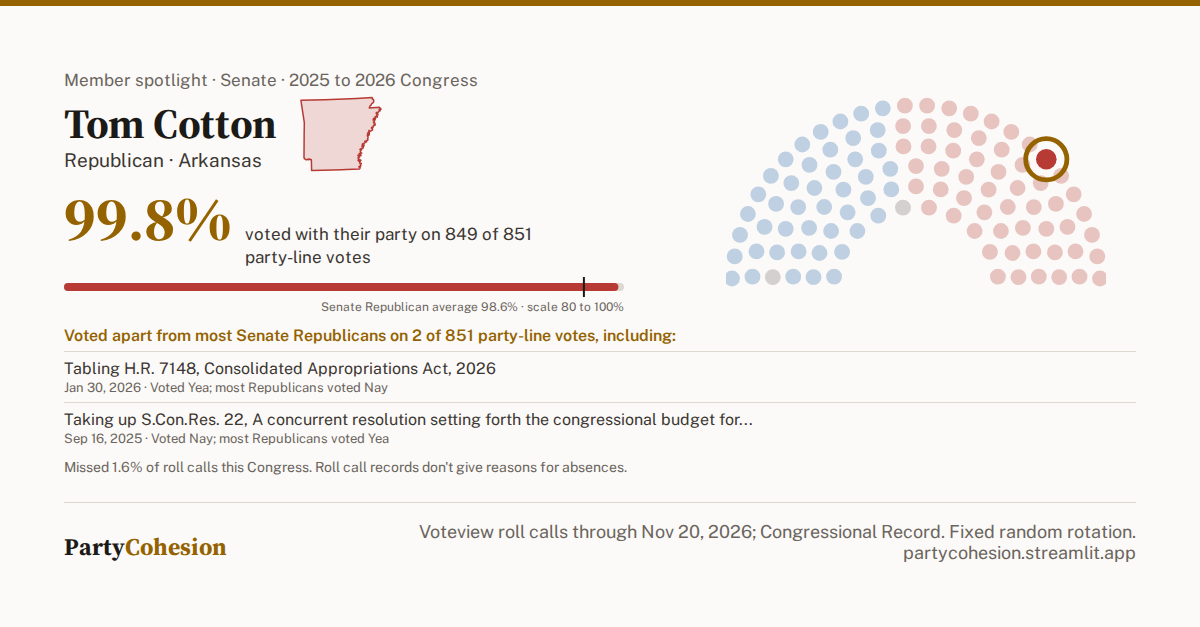 Member spotlight · Senate · 2025 to 2026 Congress
Tom Cotton
Republican · Arkansas
99.8% voted with their party on 849 of 851
party-line votes
Senate Republican average 98.6% · scale 80 to 100%
Voted apart from most Senate Republicans on 2 of 851 party-line votes, including:
Tabling H.R. 7148, Consolidated Appropriations Act, 2026
Jan 30, 2026 · Voted Yea; most Republicans voted Nay
Taking up S.Con.Res. 22, A concurrent resolution setting forth the congressional budget for...
Sep 16, 2025 · Voted Nay; most Republicans voted Yea
Missed 1.6% of roll calls this Congress. Roll call records don't give reasons for absences.
PartyCohesion
Voteview roll calls through Nov 20, 2026; Congressional Record. Fixed random rotation.
partycohesion.streamlit.app